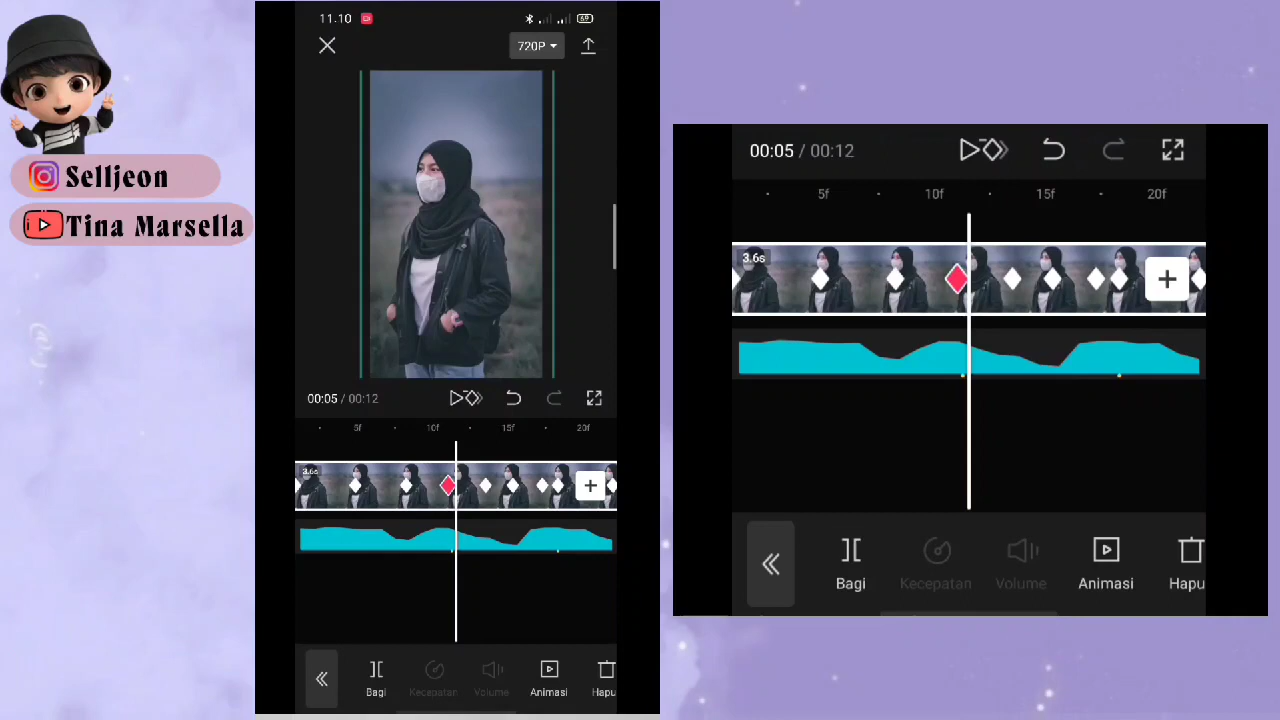 Selljeon
Tina Marsella
11.10
720P
00:05 / 00:12
5f 10f 15f 20f
3.6s
Bagi Kecepatan Volume Animasi Hapu
00:05 / 00:12
5f 10f 15f 20f
3.6s
Bagi Kecepatan Volume Animasi Hapu